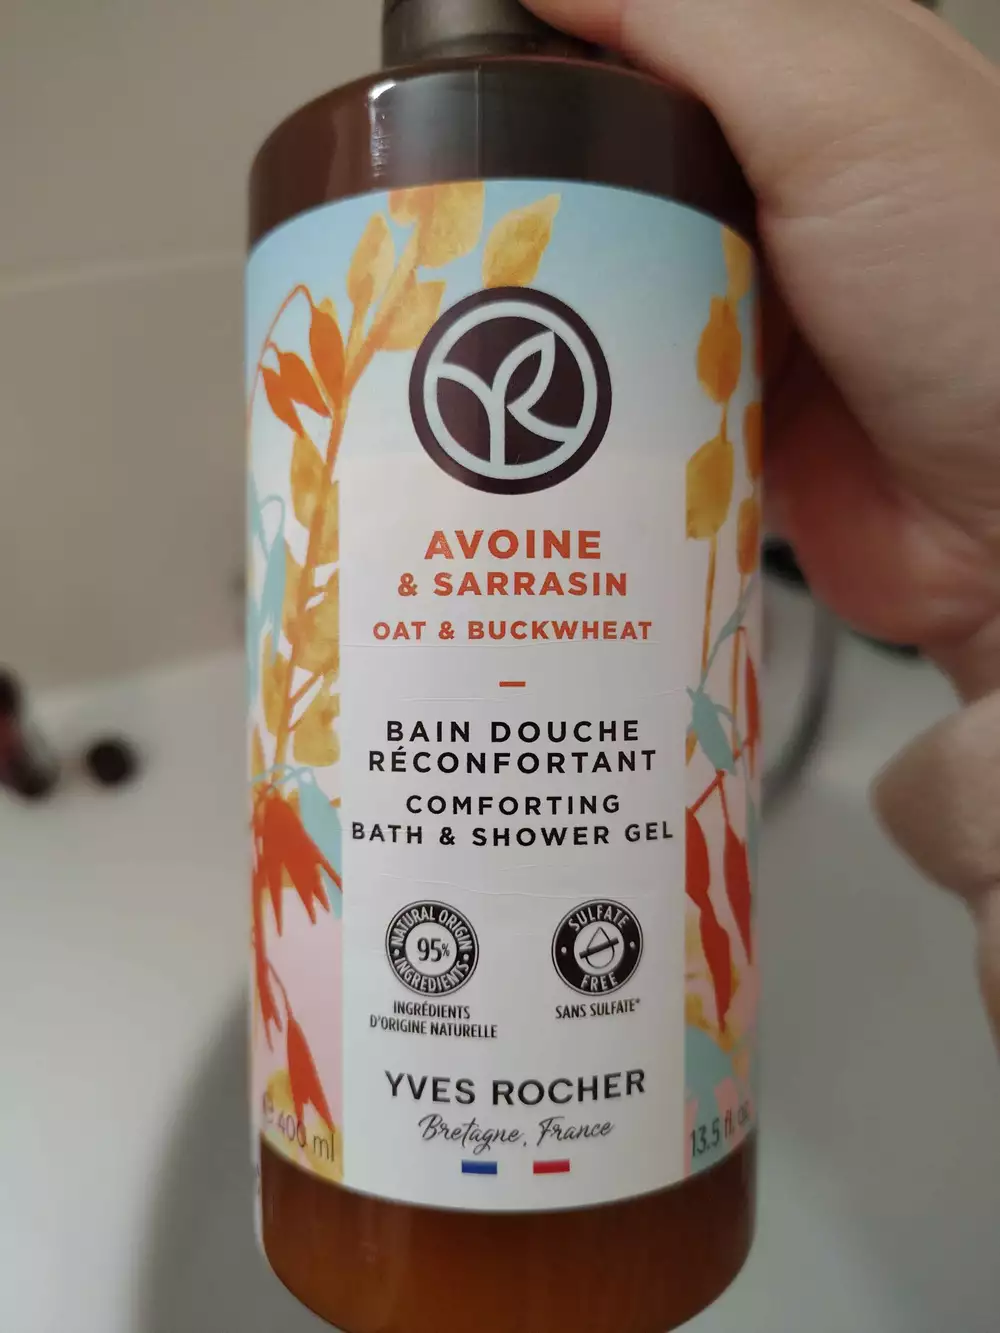 AVOINE
& SARRASIN
OAT & BUCKWHEAT
BAIN DOUCHE
RÉCONFORTANT
COMFORTING
BATH & SHOWER GEL
NATURAL ORIGIN
95%
INGREDIENTS
INGRÉDIENTS
D'ORIGINE NATURELLE
SULFATE
FREE
SANS SULFATE*
YVES ROCHER
Bretagne, France
e 400 ml
13.5 fl. oz